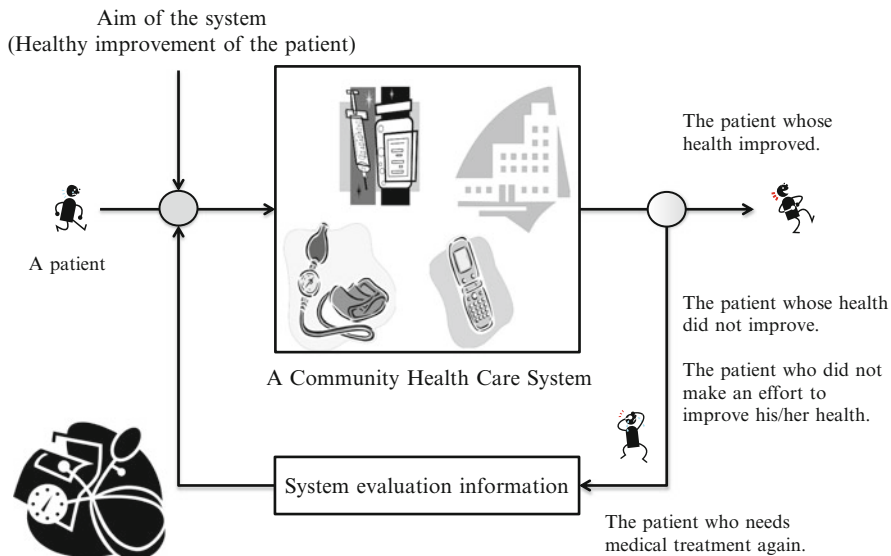 Aim of the system
(Healthy improvement of the patient)
The patient whose
health improved.
A patient
The patient whose health
did not improve.
A Community Health Care System
The patient who did not
make an effort to
improve his/her health.
System evaluation information
The patient who needs
medical treatment again.